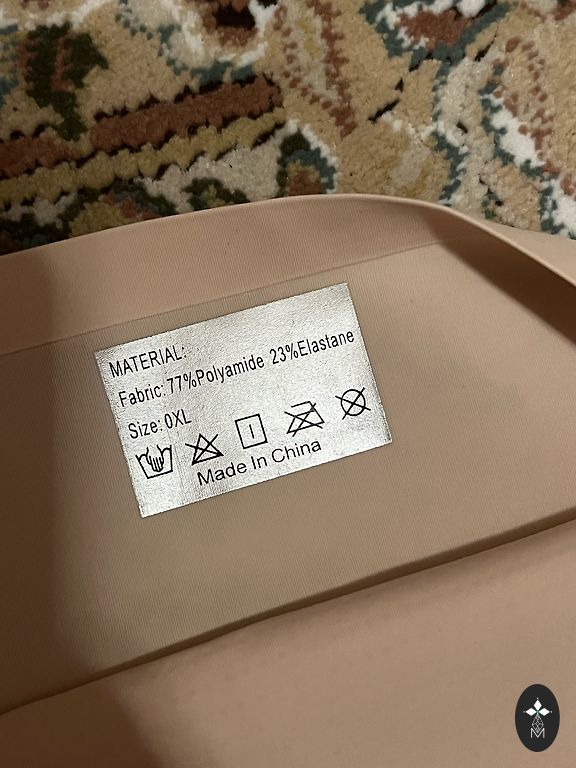 MATERIAL:
Fabric: 77%Polyamide 23%Elastane
Size: 0XL
Made In China
M